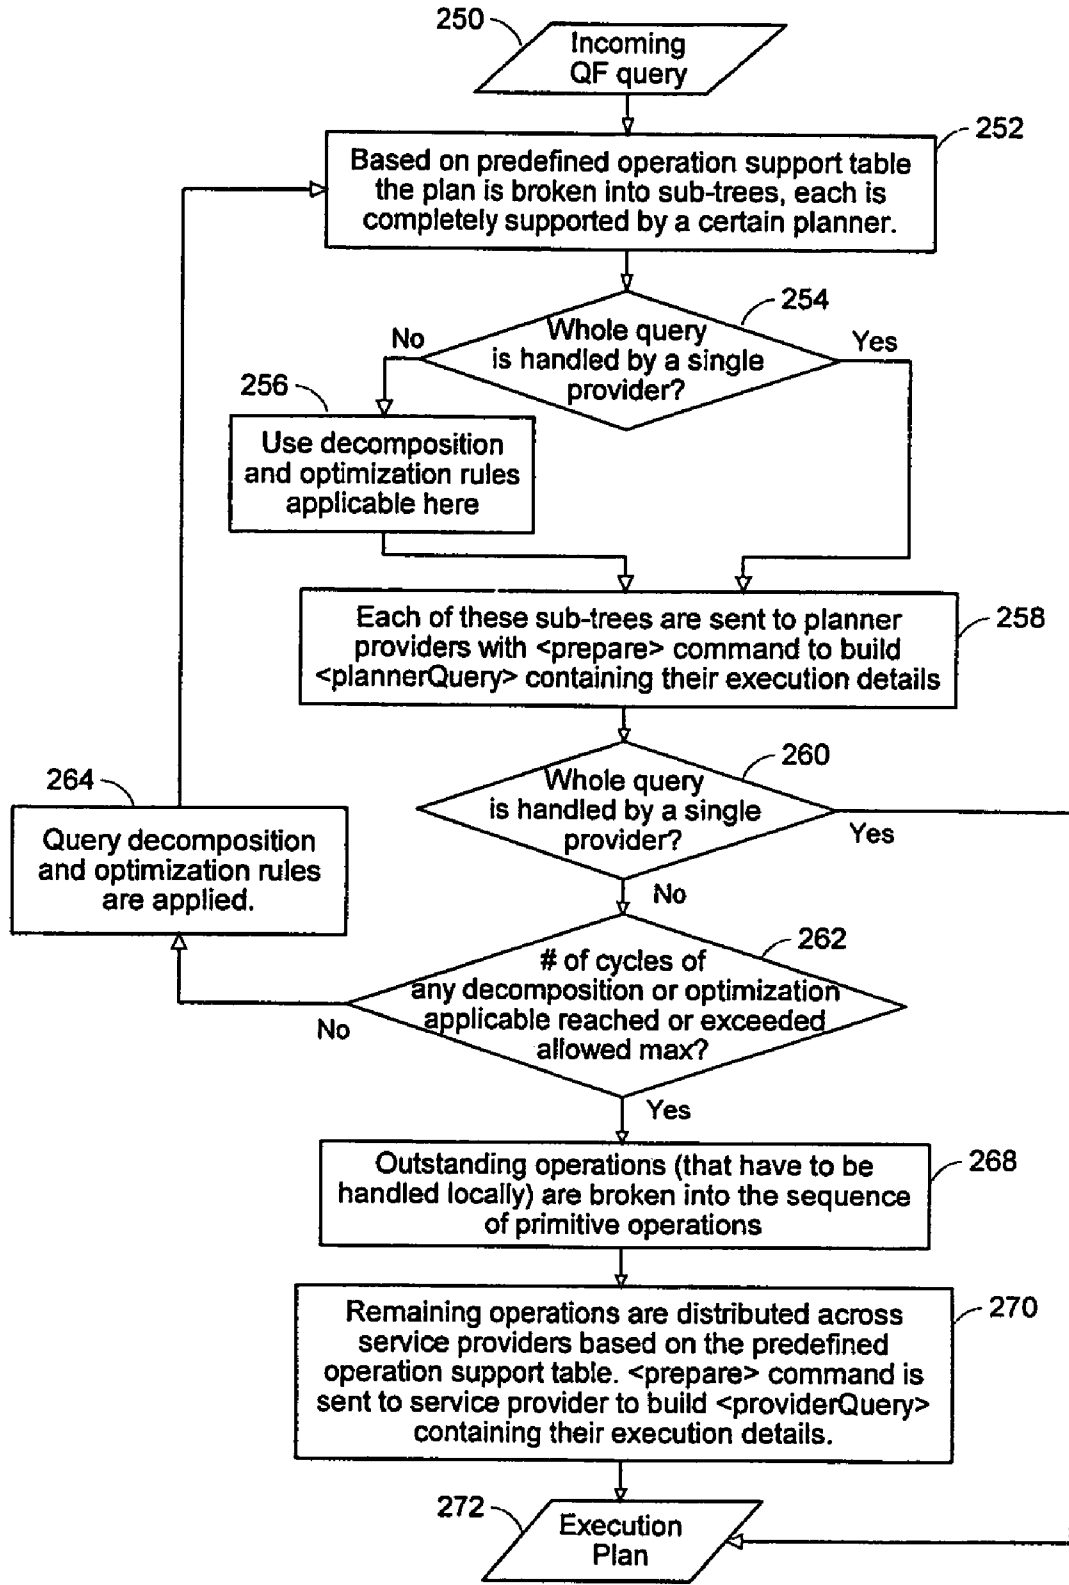 250
Incoming
QF query
252
Based on predefined operation support table
the plan is broken into sub-trees, each is
completely supported by a certain planner.
254
Whole query
is handled by a single
provider?
No
Yes
256
Use decomposition
and optimization rules
applicable here
258
Each of these sub-trees are sent to planner
providers with <prepare> command to build
<plannerQuery> containing their execution details
260
Whole query
is handled by a single
provider?
Yes
No
264
Query decomposition
and optimization rules
are applied.
262
# of cycles of
any decomposition or optimization
applicable reached or exceeded
allowed max?
No
Yes
268
Outstanding operations (that have to be
handled locally) are broken into the sequence
of primitive operations
270
Remaining operations are distributed across
service providers based on the predefined
operation support table. <prepare> command is
sent to service provider to build <providerQuery>
containing their execution details.
272
Execution
Plan